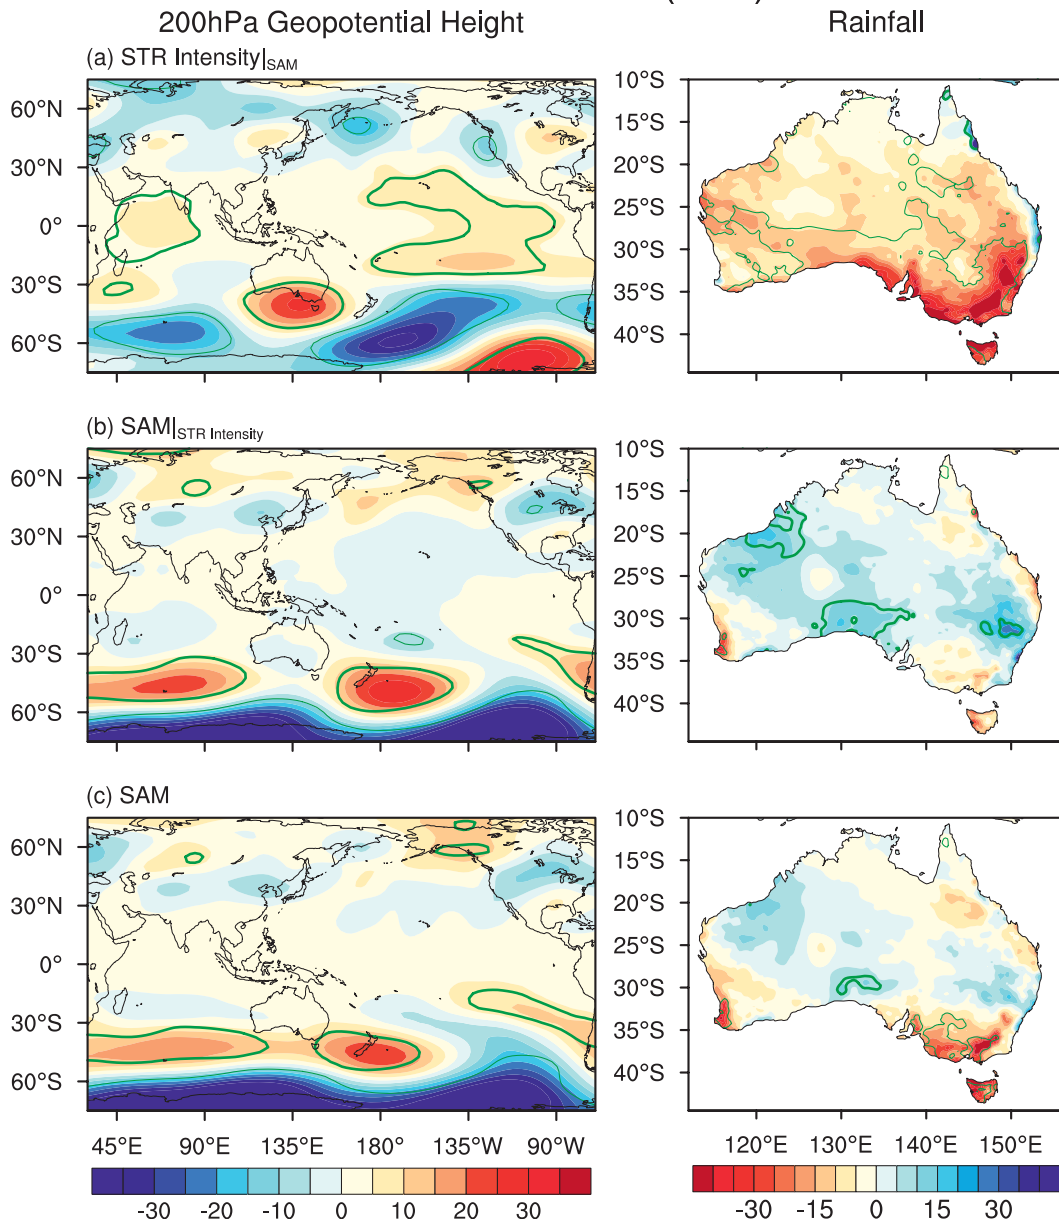 200hPa Geopotential Height
Rainfall
(a) STR Intensity|SAM
60°N
30°N
0°
30°S
60°S
10°S
15°S
20°S
25°S
30°S
35°S
40°S
(b) SAM|STR Intensity
60°N
30°N
0°
30°S
60°S
10°S
15°S
20°S
25°S
30°S
35°S
40°S
(c) SAM
60°N
30°N
0°
30°S
60°S
10°S
15°S
20°S
25°S
30°S
35°S
40°S
45°E 90°E 135°E 180° 135°W 90°W
120°E 130°E 140°E 150°E
-30 -20 -10 0 10 20 30
-30 -15 0 15 30